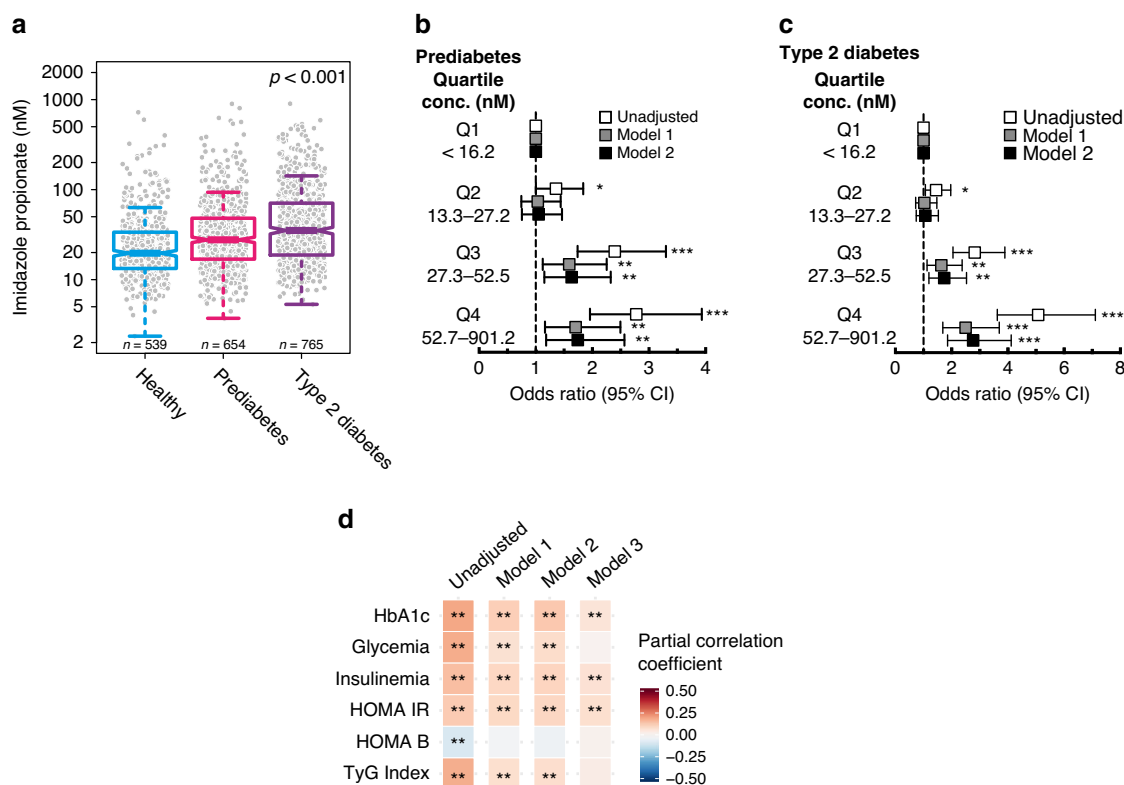 a
Imidazole propionate (nM)
2000
1000
500
200
100
50
20
10
5
2
p < 0.001
n = 539
n = 654
n = 765
Healthy
Prediabetes
Type 2 diabetes
b
Prediabetes
Quartile
conc. (nM)
Unadjusted
Model 1
Model 2
Q1
< 16.2
Q2
13.3–27.2
*
Q3
27.3–52.5
***
**
**
Q4
52.7–901.2
***
**
**
0
1
2
3
4
Odds ratio (95% CI)
c
Type 2 diabetes
Quartile
conc. (nM)
Unadjusted
Model 1
Model 2
Q1
< 16.2
Q2
13.3–27.2
*
Q3
27.3–52.5
***
**
**
Q4
52.7–901.2
***
***
***
0
2
4
6
8
Odds ratio (95% CI)
d
Unadjusted
Model 1
Model 2
Model 3
HbA1c ** ** ** **
Glycemia ** ** **
Insulinemia ** ** ** **
HOMA IR ** ** ** **
HOMA B **
TyG Index ** ** **
Partial correlation
coefficient
0.50
0.25
0.00
−0.25
−0.50